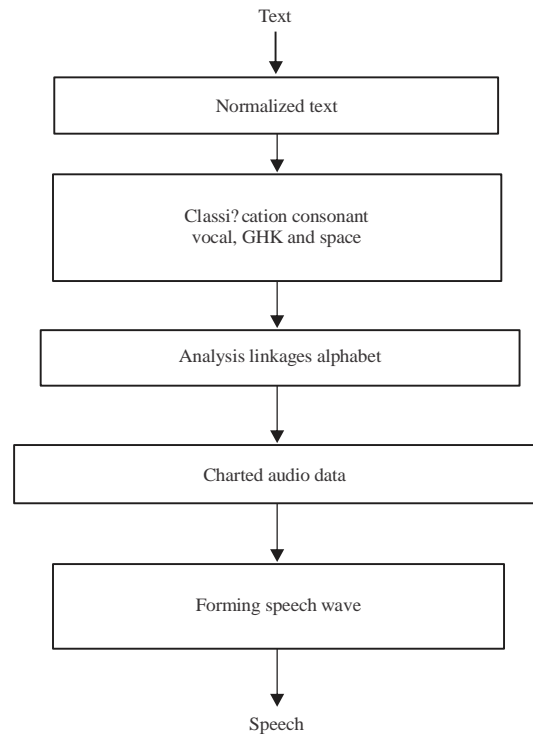 Text
Normalized text
Classi? cation consonant
vocal, GHK and space
Analysis linkages alphabet
Charted audio data
Forming speech wave
Speech